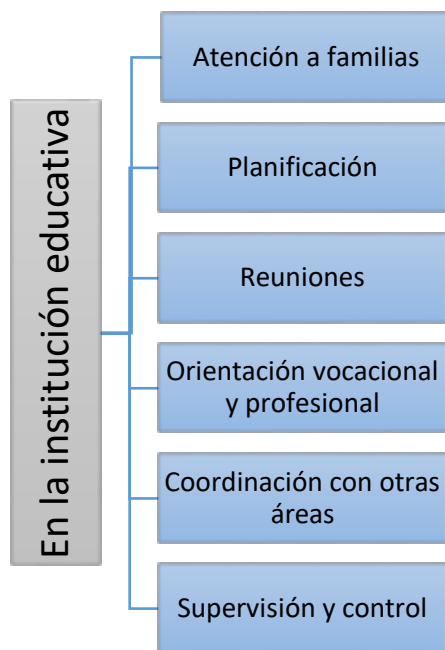 En la institución educativa
Atención a familias
Planificación
Reuniones
Orientación vocacional
y profesional
Coordinación con otras
áreas
Supervisión y control